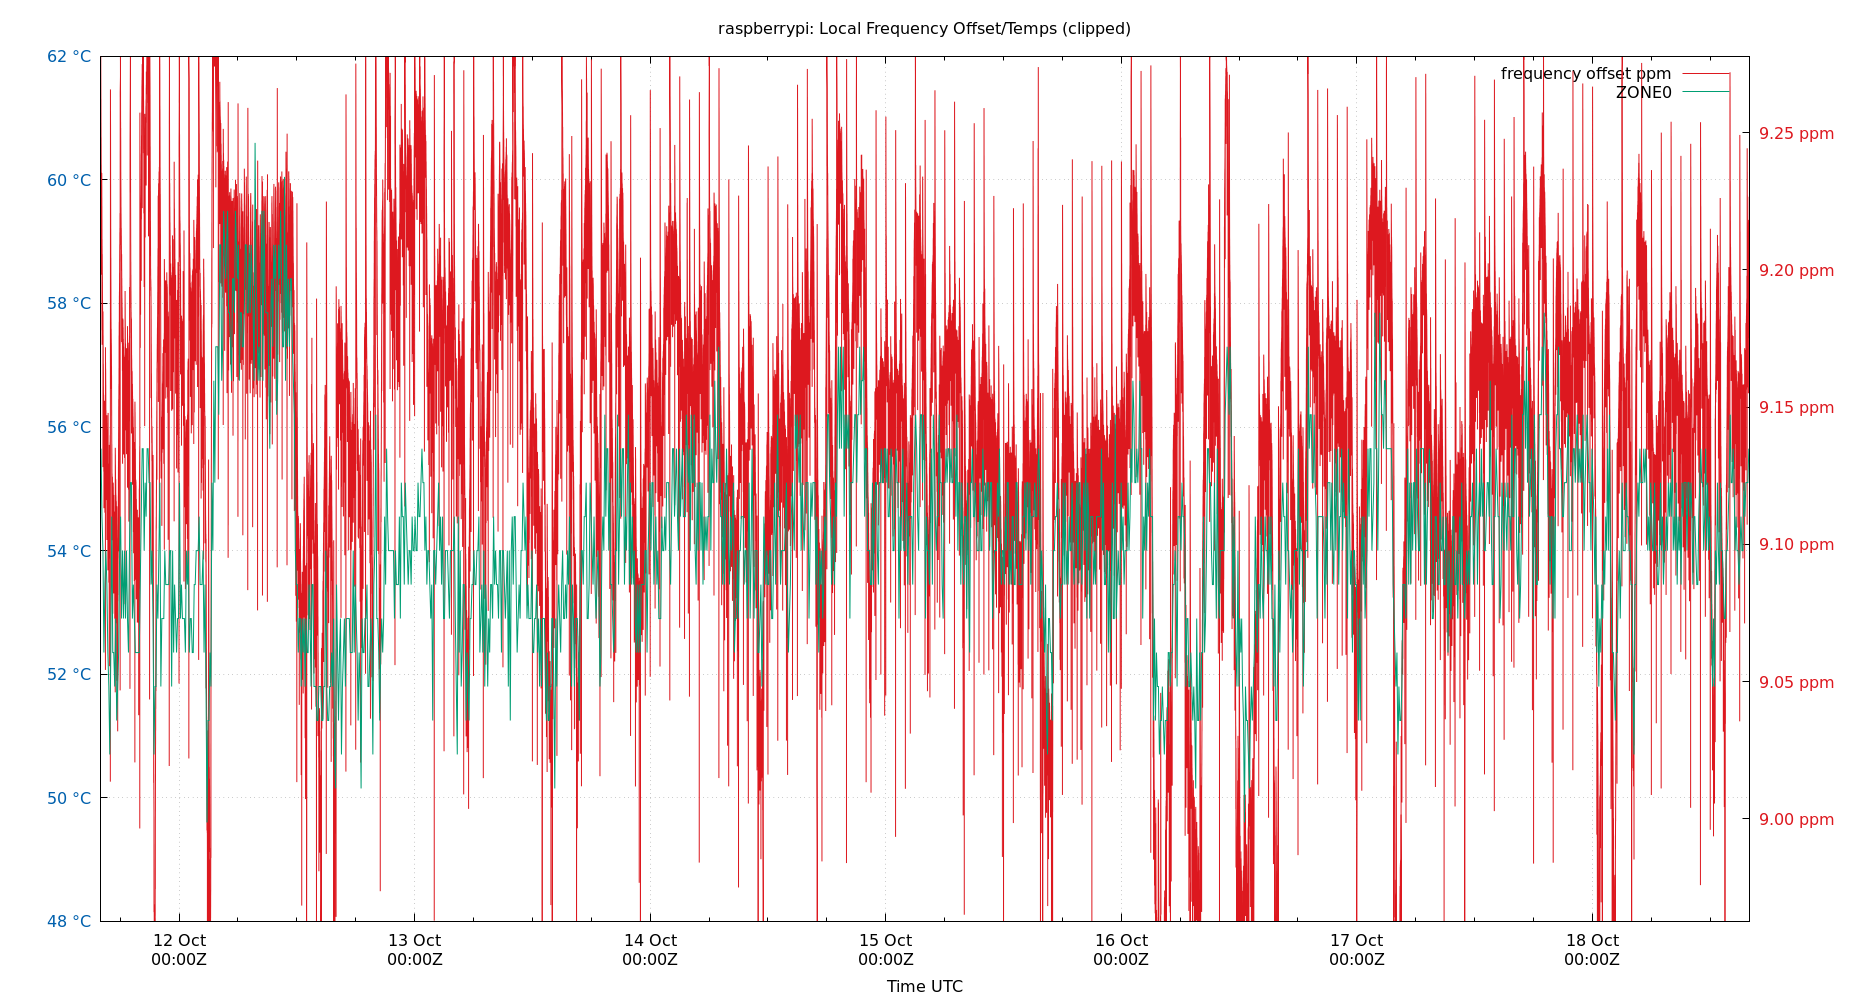 raspberrypi: Local Frequency Offset/Temps (clipped)
62 °C
60 °C
58 °C
56 °C
54 °C
52 °C
50 °C
48 °C
frequency offset ppm
ZONE0
9.25 ppm
9.20 ppm
9.15 ppm
9.10 ppm
9.05 ppm
9.00 ppm
12 Oct
00:00Z
13 Oct
00:00Z
14 Oct
00:00Z
15 Oct
00:00Z
16 Oct
00:00Z
17 Oct
00:00Z
18 Oct
00:00Z
Time UTC